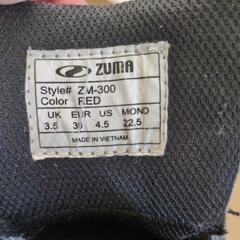 ZUMA
Style# ZM-300
Color RED
UK EUR US MONO
3.5 36 4.5 22.5
MADE IN VIETNAM